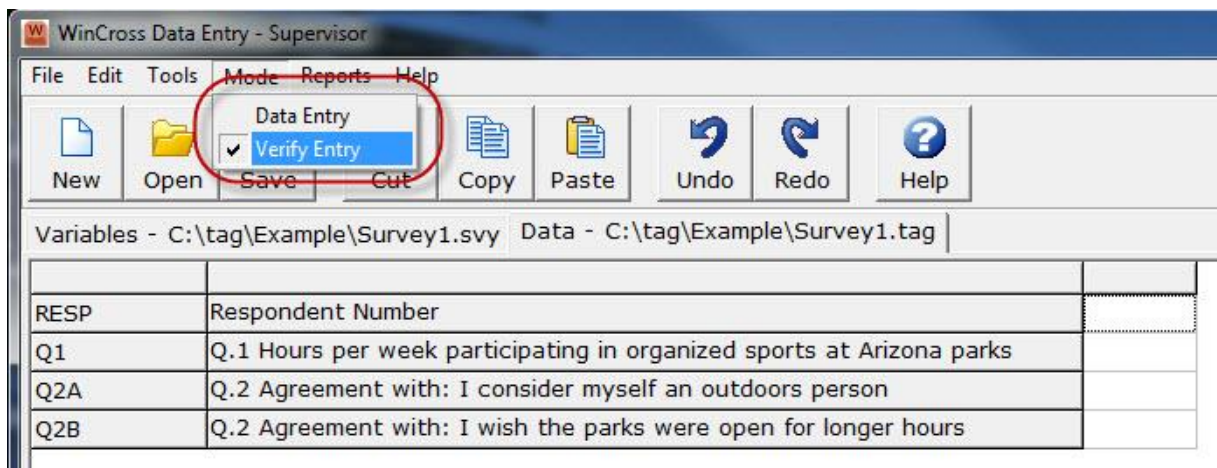 WinCross Data Entry - Supervisor
File Edit Tools Mode Reports Help
Data Entry
Verify Entry
New Open Save Cut Copy Paste Undo Redo Help
Variables - C:\tag\Example\Survey1.svy Data - C:\tag\Example\Survey1.tag
RESP Respondent Number
Q1 Q.1 Hours per week participating in organized sports at Arizona parks
Q2A Q.2 Agreement with: I consider myself an outdoors person
Q2B Q.2 Agreement with: I wish the parks were open for longer hours